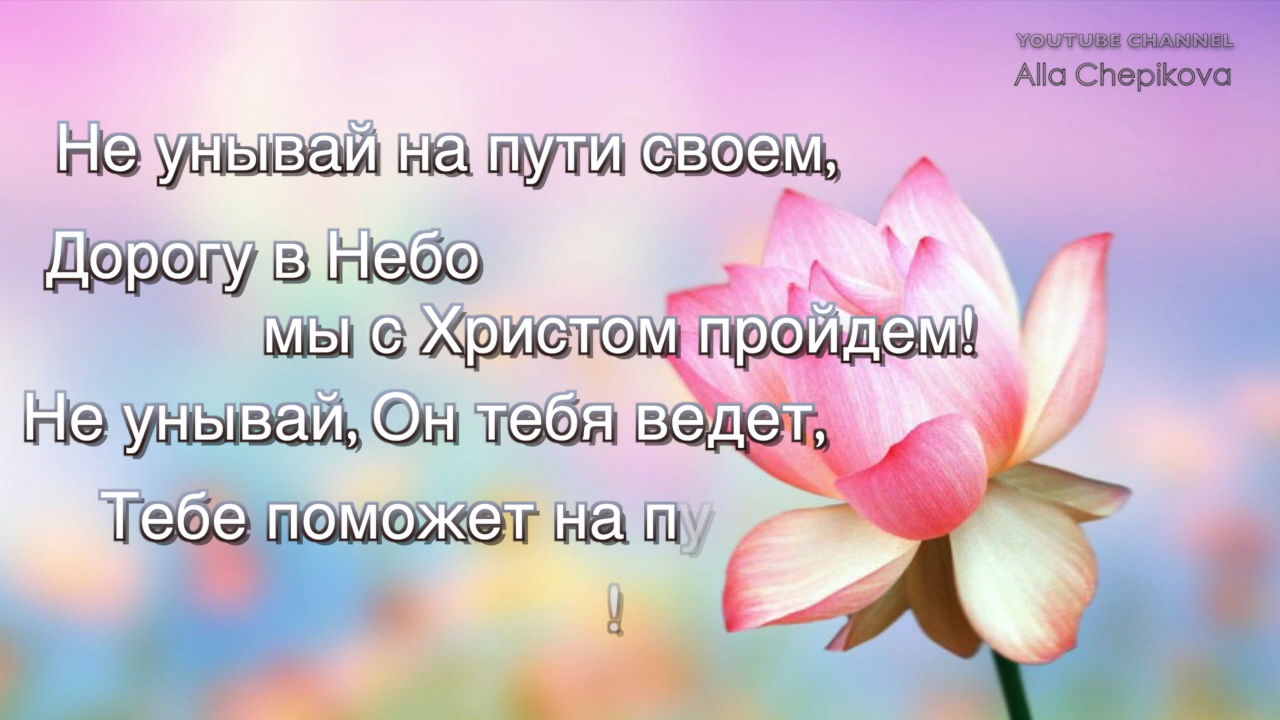 YOUTUBE CHANNEL
Alla Chepikova
Не унывай на пути своем,
Дорогу в Небо
мы с Христом пройдем!
Не унывай, Он тебя ведет,
Тебе поможет на пу
!